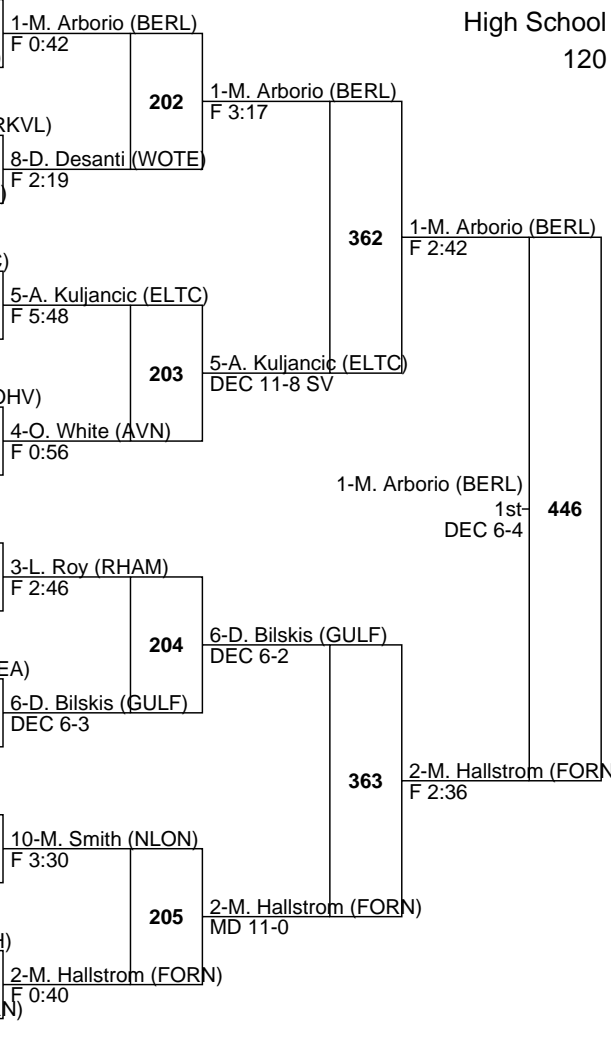 High School
120
1-M. Arborio (BERL)
F 0:42
202
1-M. Arborio (BERL)
F 3:17
RKVL)
8-D. Desanti (WOTE)
F 2:19
)
362
1-M. Arborio (BERL)
F 2:42
C)
5-A. Kuljancic (ELTC)
F 5:48
203
5-A. Kuljancic (ELTC)
DEC 11-8 SV
OHV)
4-O. White (AVN)
F 0:56
1-M. Arborio (BERL)
1st
DEC 6-4
446
3-L. Roy (RHAM)
F 2:46
204
6-D. Bilskis (GULF)
DEC 6-2
EA)
6-D. Bilskis (GULF)
DEC 6-3
363
2-M. Hallstrom (FORN
F 2:36
10-M. Smith (NLON)
F 3:30
205
2-M. Hallstrom (FORN)
MD 11-0
)
2-M. Hallstrom (FORN)
F 0:40
N)